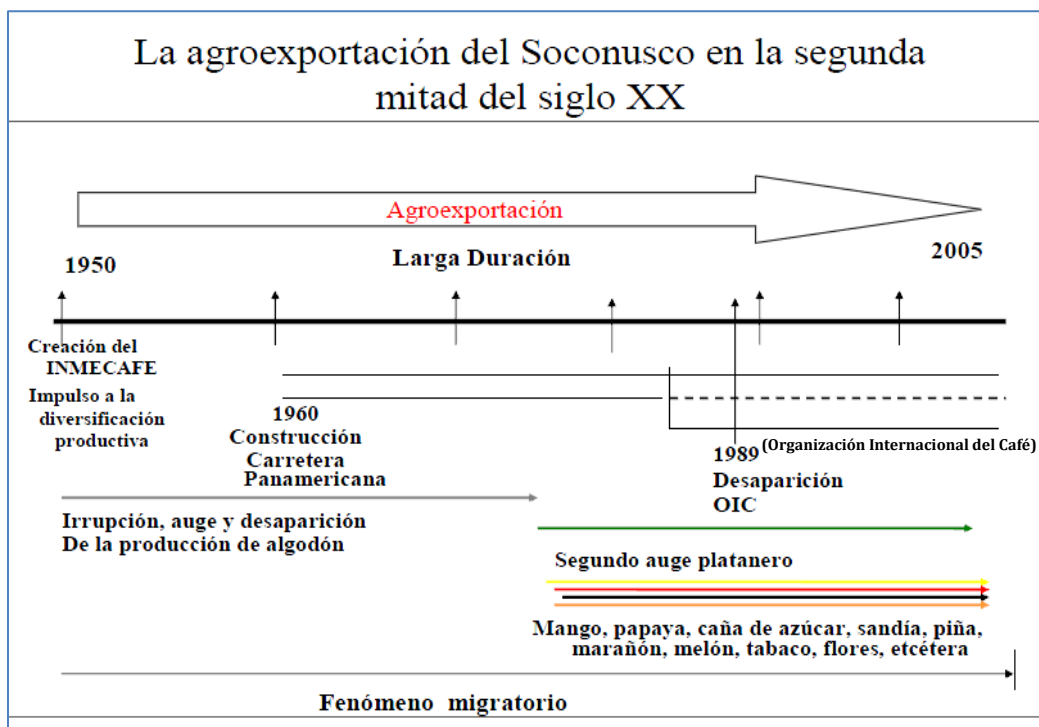 La agroexportación del Soconusco en la segunda
mitad del siglo XX
Agroexportación
1950
Larga Duración
2005
Creación del
INMECAFE
Impulso a la
diversificación
productiva
1960
Construcción
Carretera
Panamericana
1989
(Organización Internacional del Café)
Desaparición
OIC
Irrupción, auge y desaparición
De la producción de algodón
Segundo auge platanero
Mango, papaya, caña de azúcar, sandía, piña,
marañón, melón, tabaco, flores, etcétera
Fenómeno migratorio